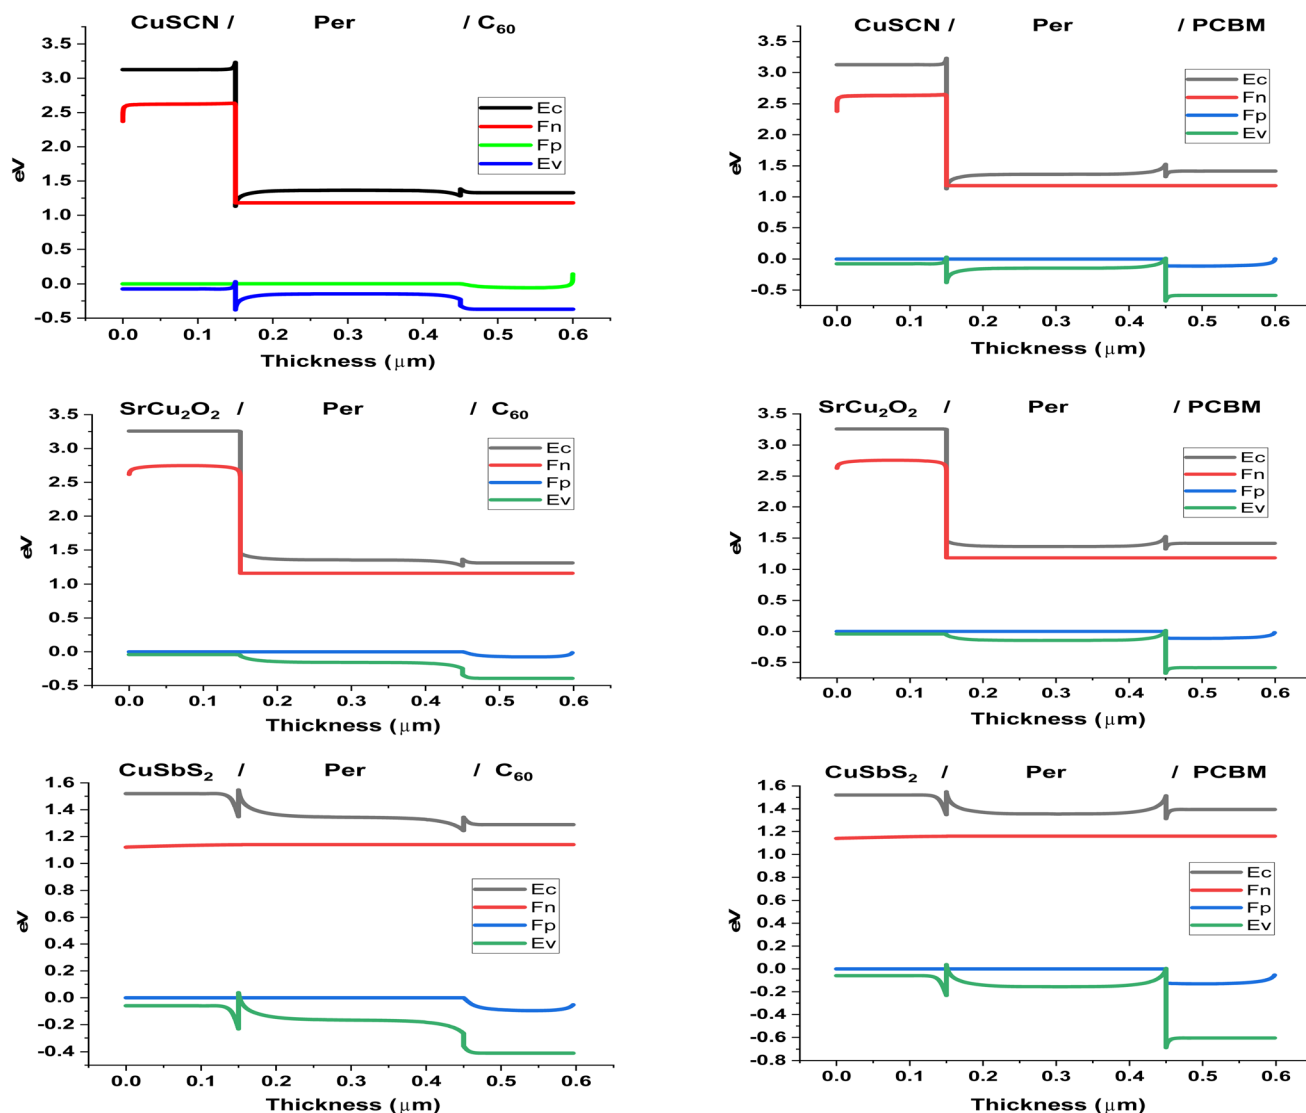 CuSCN / Per / C₆₀
3.5
3.0
2.5
2.0
1.5
1.0
0.5
0.0
-0.5
eV
Ec
Fn
Fp
Ev
0.0 0.1 0.2 0.3 0.4 0.5 0.6
Thickness (μm)
CuSCN / Per / PCBM
3.5
3.0
2.5
2.0
1.5
1.0
0.5
0.0
-0.5
eV
Ec
Fn
Fp
Ev
0.0 0.1 0.2 0.3 0.4 0.5 0.6
Thickness (μm)
SrCu₂O₂ / Per / C₆₀
3.5
3.0
2.5
2.0
1.5
1.0
0.5
0.0
-0.5
eV
Ec
Fn
Fp
Ev
0.0 0.1 0.2 0.3 0.4 0.5 0.6
Thickness (μm)
SrCu₂O₂ / Per / PCBM
3.5
3.0
2.5
2.0
1.5
1.0
0.5
0.0
-0.5
eV
Ec
Fn
Fp
Ev
0.0 0.1 0.2 0.3 0.4 0.5 0.6
Thickness (μm)
CuSbS₂ / Per / C₆₀
1.6
1.4
1.2
1.0
0.8
0.6
0.4
0.2
0.0
-0.2
-0.4
eV
Ec
Fn
Fp
Ev
0.0 0.1 0.2 0.3 0.4 0.5 0.6
Thickness (μm)
CuSbS₂ / Per / PCBM
1.6
1.4
1.2
1.0
0.8
0.6
0.4
0.2
0.0
-0.2
-0.4
-0.6
-0.8
eV
Ec
Fn
Fp
Ev
0.0 0.1 0.2 0.3 0.4 0.5 0.6
Thickness (μm)